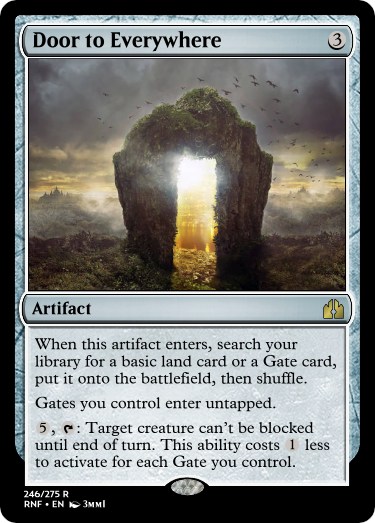 Door to Everywhere 3
Artifact
When this artifact enters, search your
library for a basic land card or a Gate card,
put it onto the battlefield, then shuffle.
Gates you control enter untapped.
5, : Target creature can't be blocked
until end of turn. This ability costs 1 less
to activate for each Gate you control.
246/275 R
RNF • EN 3mml